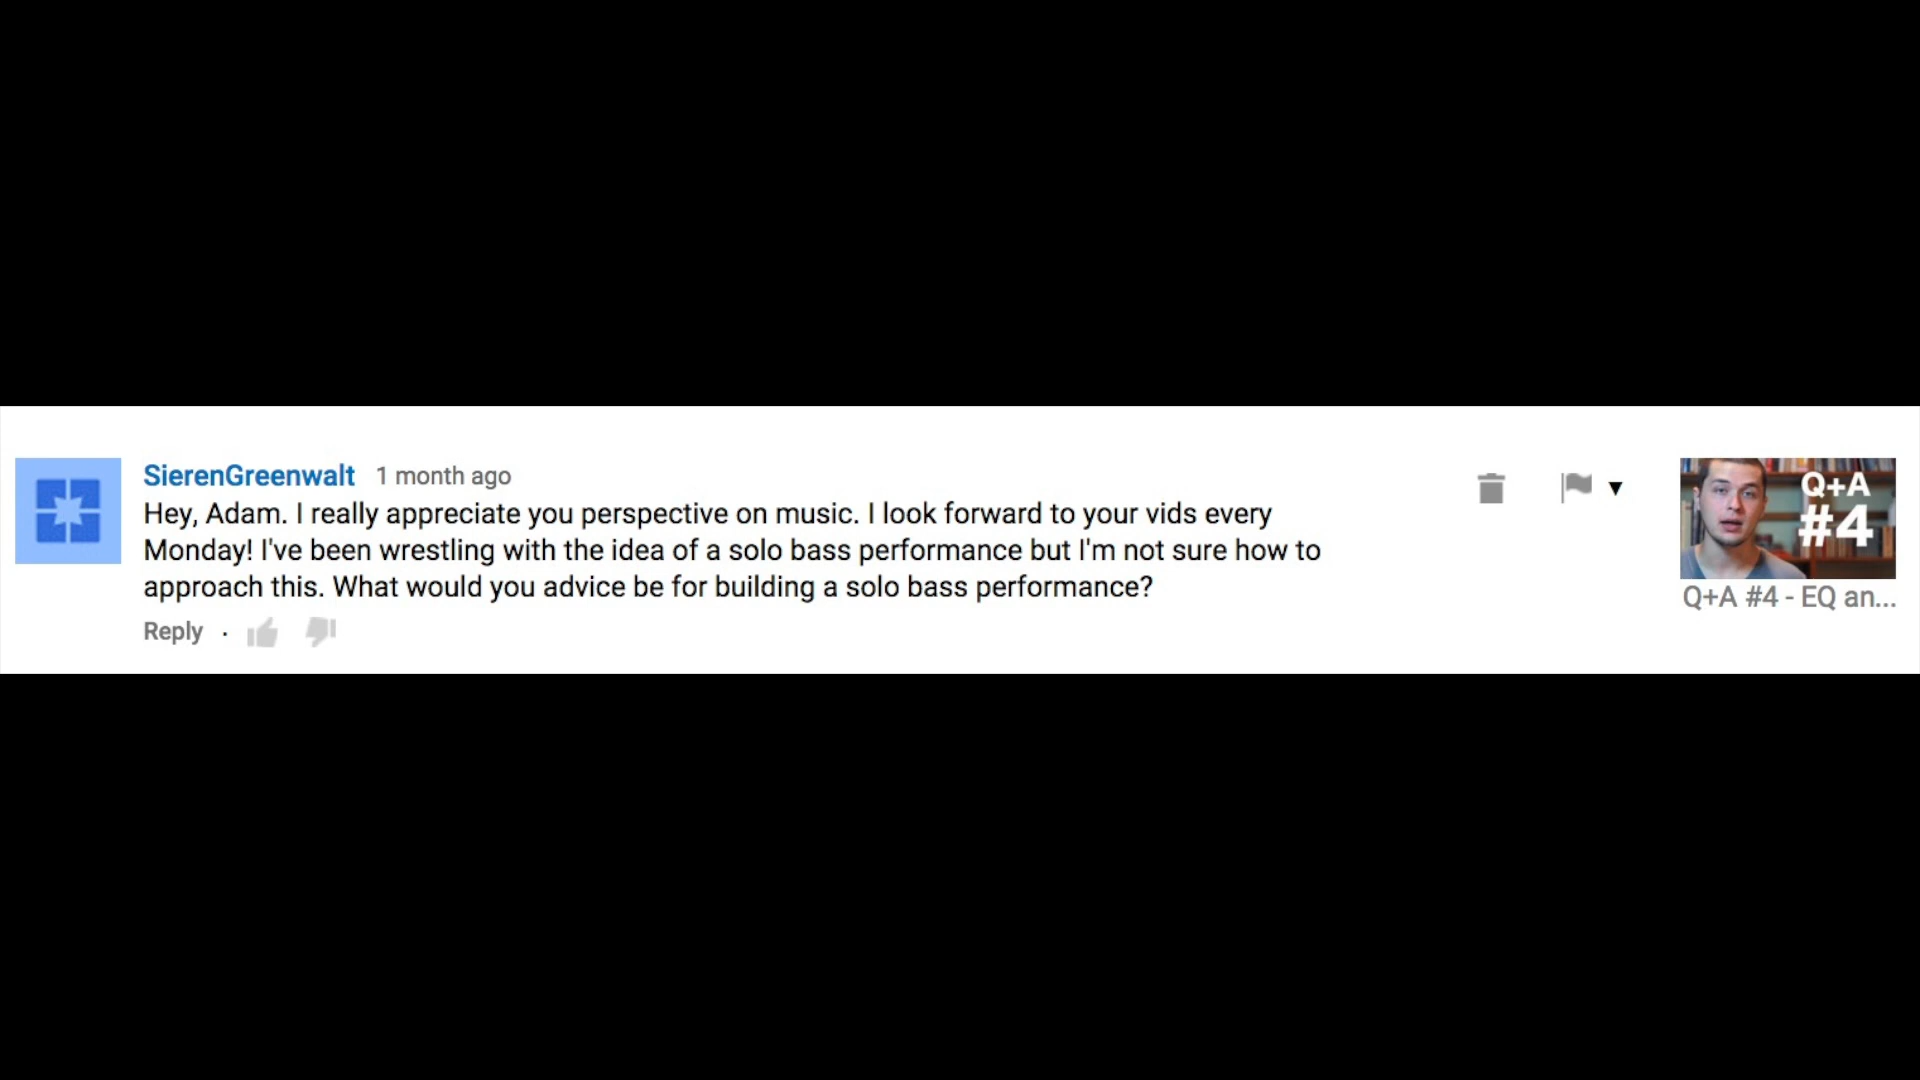 SierenGreenwalt 1 month ago
Hey, Adam. I really appreciate you perspective on music. I look forward to your vids every
Monday! I've been wrestling with the idea of a solo bass performance but I'm not sure how to
approach this. What would you advice be for building a solo bass performance?
Reply ·
Q+A
#4
Q+A #4 - EQ an...